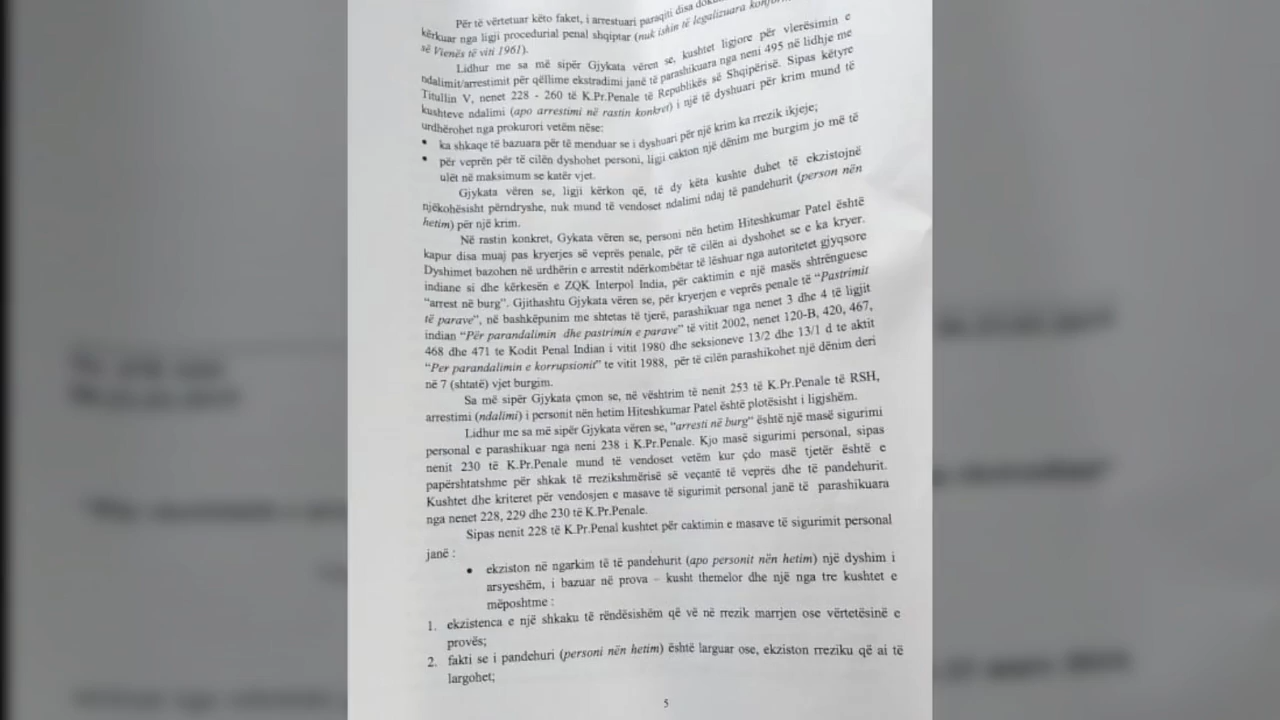 Për të vërtetuar këto faket, i arrestuari paraqiti disa
kërkuar nga ligji procedurial penal shqiptar (nuk ishin të legalizuara
së Vienës të viti 1961).
Lidhur me sa më sipër Gjykata vëren se, kushtet ligjore për vlerësimin e
ndalimit/arrestimit për qëllime ekstradimi janë të parashikuara nga neni 495 në lidhje me
Titullin V, nenet 228 - 260 të K.Pr.Penale të Republikës së Shqipërisë. Sipas këtyre
kushteve ndalimi (apo arrestimi në rastin konkret) i një të dyshuari për krim mund të
urdhërohet nga prokurori vetëm nëse:
• ka shkaqe të bazuara për të menduar se i dyshuari për një krim ka rrezik ikjeje;
• për veprën për të cilën dyshohet personi, ligji cakton një dënim me burgim jo më të
ulët në maksimum se katër vjet.
Gjykata vëren se, ligji kërkon që, të dy këta kushte duhet të ekzistojnë
njëkohësisht përndryshe, nuk mund të vendoset ndalimi ndaj të pandehurit (person nën
hetim) për një krim.
Në rastin konkret, Gykata vëren se, personi nën hetim Hiteshkumar Patel është
kapur disa muaj pas kryerjes së veprës penale, për të cilën ai dyshohet se e ka kryer.
Dyshimet bazohen në urdhërin e arrestit ndërkombëtar të lëshuar nga autoritetet gjyqsore
indiane si dhe kërkesën e ZQK Interpol India, për caktimin e një masës shtrënguese
"arrest në burg". Gjithashtu Gjykata vëren se, për kryerjen e veprës penale të "Pastrimit
të parave", në bashkëpunim me shtetas të tjerë, parashikuar nga nenet 3 dhe 4 të ligjit
indian "Për parandalimin dhe pastrimin e parave" të vitit 2002, nenet 120-B, 420, 467,
468 dhe 471 te Kodit Penal Indian i vitit 1980 dhe seksioneve 13/2 dhe 13/1 d te aktit
"Per parandalimin e korrupsionit" te vitit 1988, për të cilën parashikohet një dënim deri
në 7 (shtatë) vjet burgim.
Sa më sipër Gjykata çmon se, në vështrim të nenit 253 të K.Pr.Penale të RSH,
arrestimi (ndalimi) i personit nën hetim Hiteshkumar Patel është plotësisht i ligjshëm.
Lidhur me sa më sipër Gjykata vëren se, "arresti në burg" është një masë sigurimi
personal e parashikuar nga neni 238 i K.Pr.Penale. Kjo masë sigurimi personal, sipas
nenit 230 të K.Pr.Penale mund të vendoset vetëm kur çdo masë tjetër është e
papërshtatshme për shkak të rrezikshmërisë së veçantë të veprës dhe të pandehurit.
Kushtet dhe kriteret për vendosjen e masave të sigurimit personal janë të parashikuara
nga nenet 228, 229 dhe 230 të K.Pr.Penale.
Sipas nenit 228 të K.Pr.Penal kushtet për caktimin e masave të sigurimit personal
janë :
• ekziston në ngarkim të të pandehurit (apo personit nën hetim) një dyshim i
arsyeshëm, i bazuar në prova – kusht themelor dhe një nga tre kushtet e
mëposhtme :
1. ekzistenca e një shkaku të rëndësishëm që vë në rrezik marrjen ose vërtetësinë e
provës;
2. fakti se i pandehuri (personi nën hetim) është larguar ose, ekziston rreziku që ai të
largohet;
5